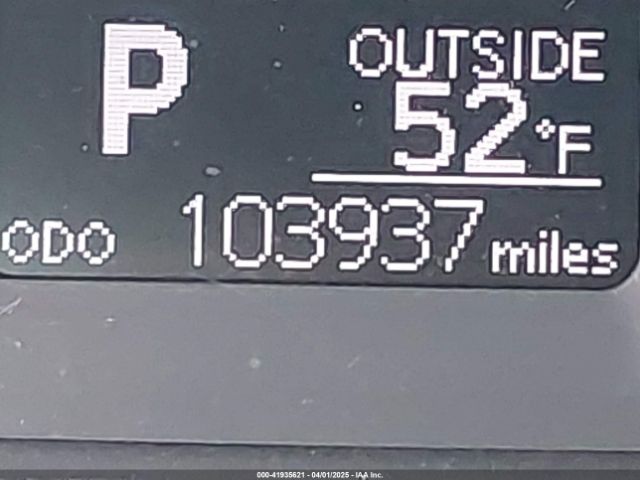 P
OUTSIDE
52°F
ODO 103937 miles
000-41935621 - 04/01/2025 - IAA Inc.